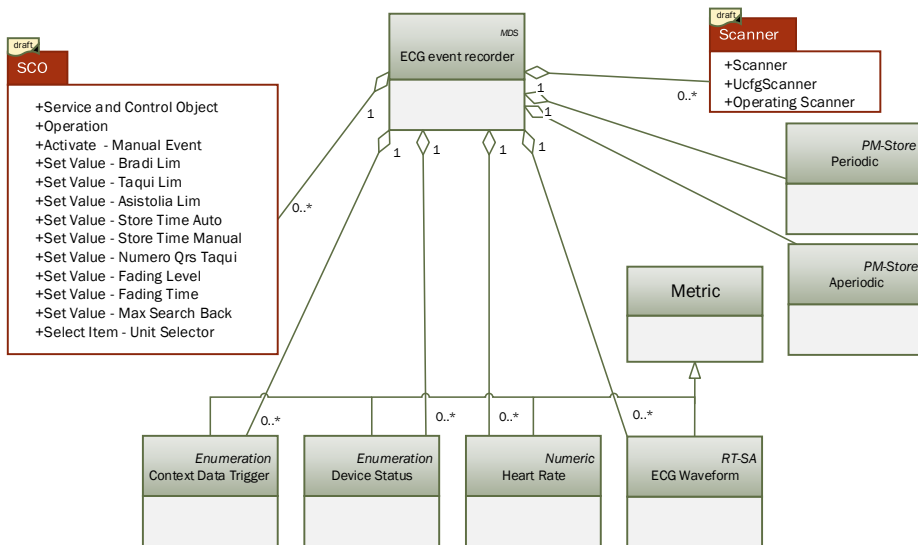 draft
SCO
+Service and Control Object
+Operation
+Activate - Manual Event
+Set Value - Bradi Lim
+Set Value - Taqui Lim
+Set Value - Asistolia Lim
+Set Value - Store Time Auto
+Set Value - Store Time Manual
+Set Value - Numero Qrs Taqui
+Set Value - Fading Level
+Set Value - Fading Time
+Set Value - Max Search Back
+Select Item - Unit Selector
MDS
ECG event recorder
draft
Scanner
+Scanner
+UcfgScanner
+Operating Scanner
1
0..*
1
0..*
1
1
1
1
1
1
PM-Store
Periodic
PM-Store
Aperiodic
Metric
0..*
0..*
0..*
0..*
Enumeration
Context Data Trigger
Enumeration
Device Status
Numeric
Heart Rate
RT-SA
ECG Waveform